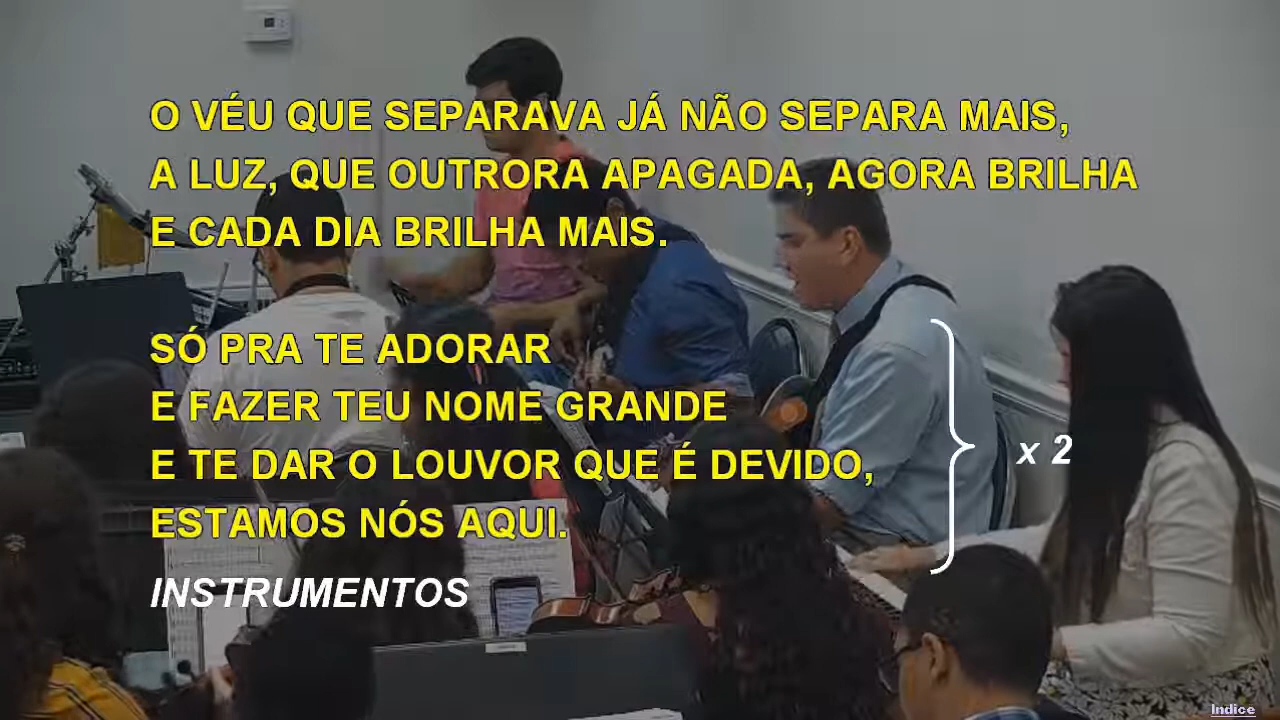 O VÉU QUE SEPARAVA JÁ NÃO SEPARA MAIS,
A LUZ, QUE OUTRORA APAGADA, AGORA BRILHA
E CADA DIA BRILHA MAIS.
SÓ PRA TE ADORAR
E FAZER TEU NOME GRANDE
E TE DAR O LOUVOR QUE É DEVIDO,
x 2
ESTAMOS NÓS AQUI.
INSTRUMENTOS
Indice